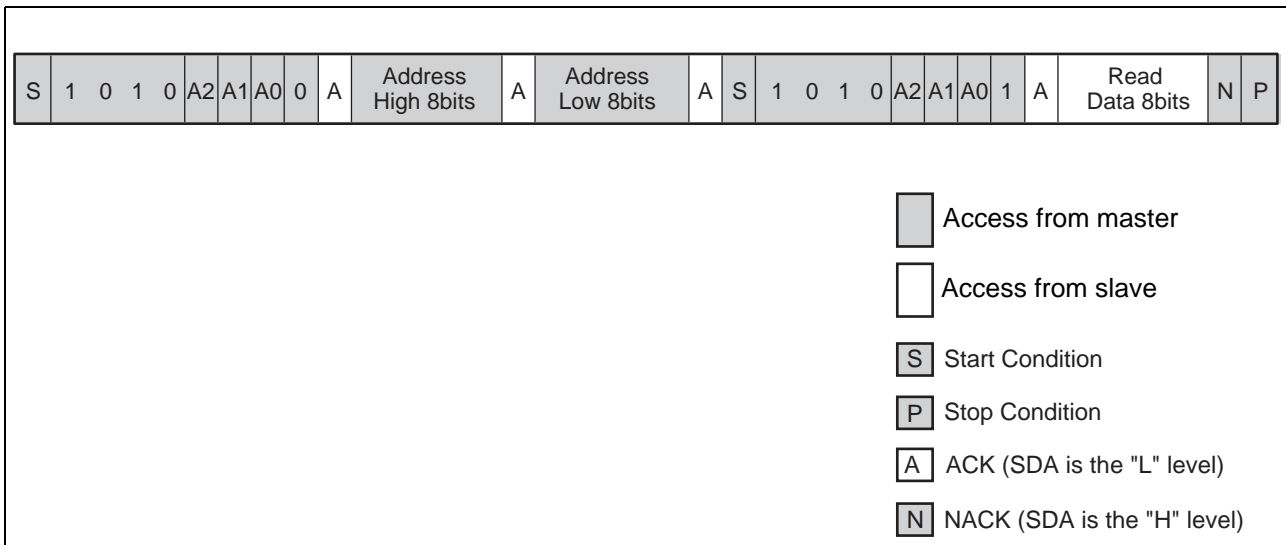 S 1 0 1 0 A2 A1 A0 0 A Address High 8bits A Address Low 8bits A S 1 0 1 0 A2 A1 A0 1 A Read Data 8bits N P
Access from master
Access from slave
S Start Condition
P Stop Condition
A ACK (SDA is the "L" level)
N NACK (SDA is the "H" level)